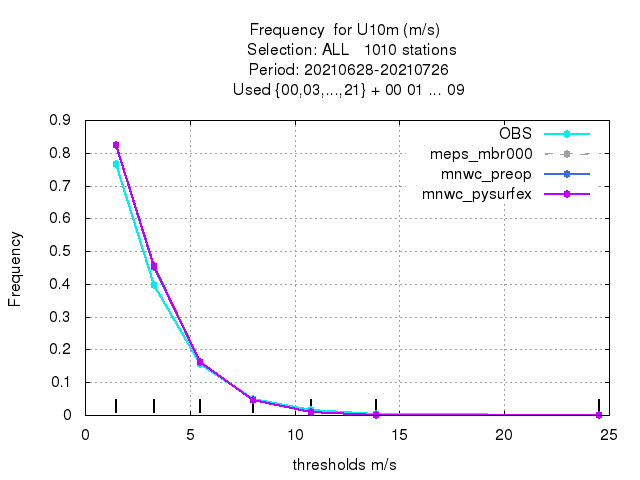 Frequency  for U10m (m/s)
Selection: ALL   1010 stations
Period: 20210628-20210726
Used {00,03,...,21} + 00 01 ... 09
0.9
0.8
0.7
0.6
0.5
0.4
0.3
0.2
0.1
0
Frequency
OBS
meps_mbr000
mnwc_preop
mnwc_pysurfex
0 5 10 15 20 25
thresholds m/s